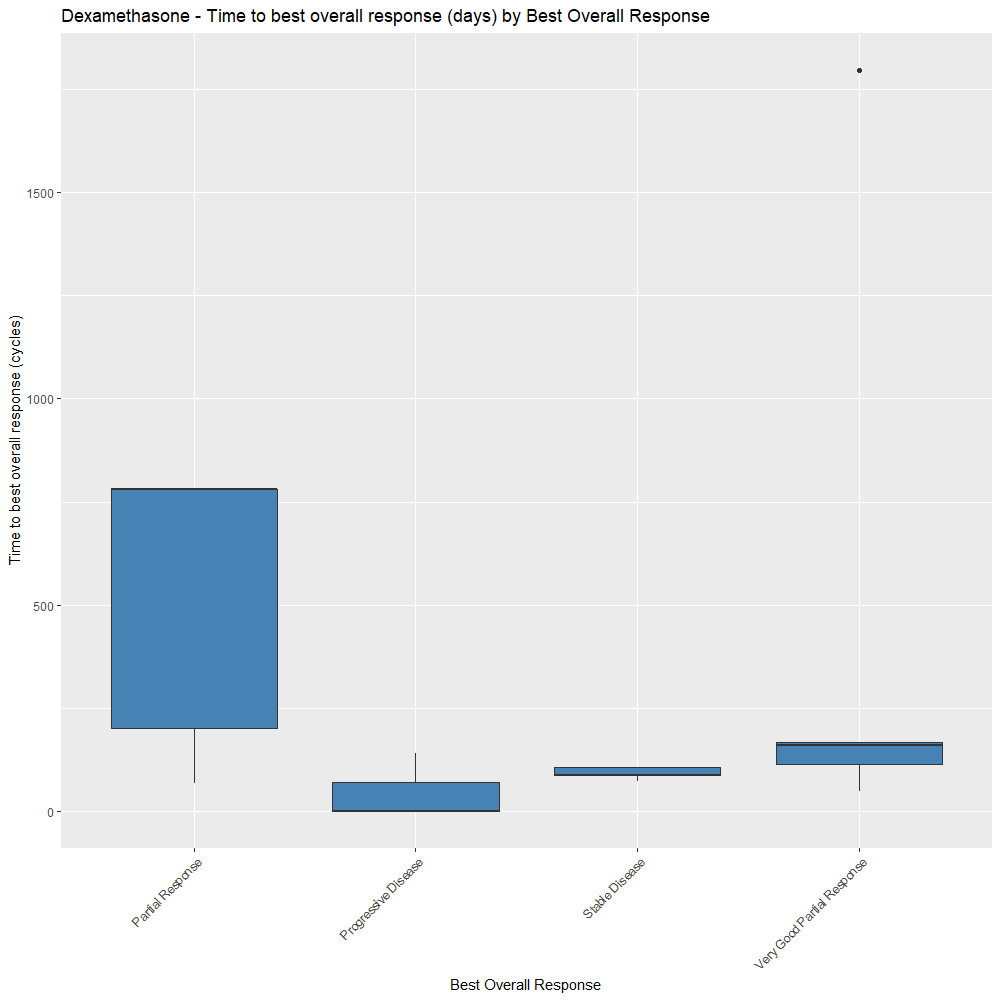 Dexamethasone - Time to best overall response (days) by Best Overall Response
Time to best overall response (cycles)
1500
1000
500
0
Partial Response
Progressive Disease
Stable Disease
Very Good Partial Response
Best Overall Response